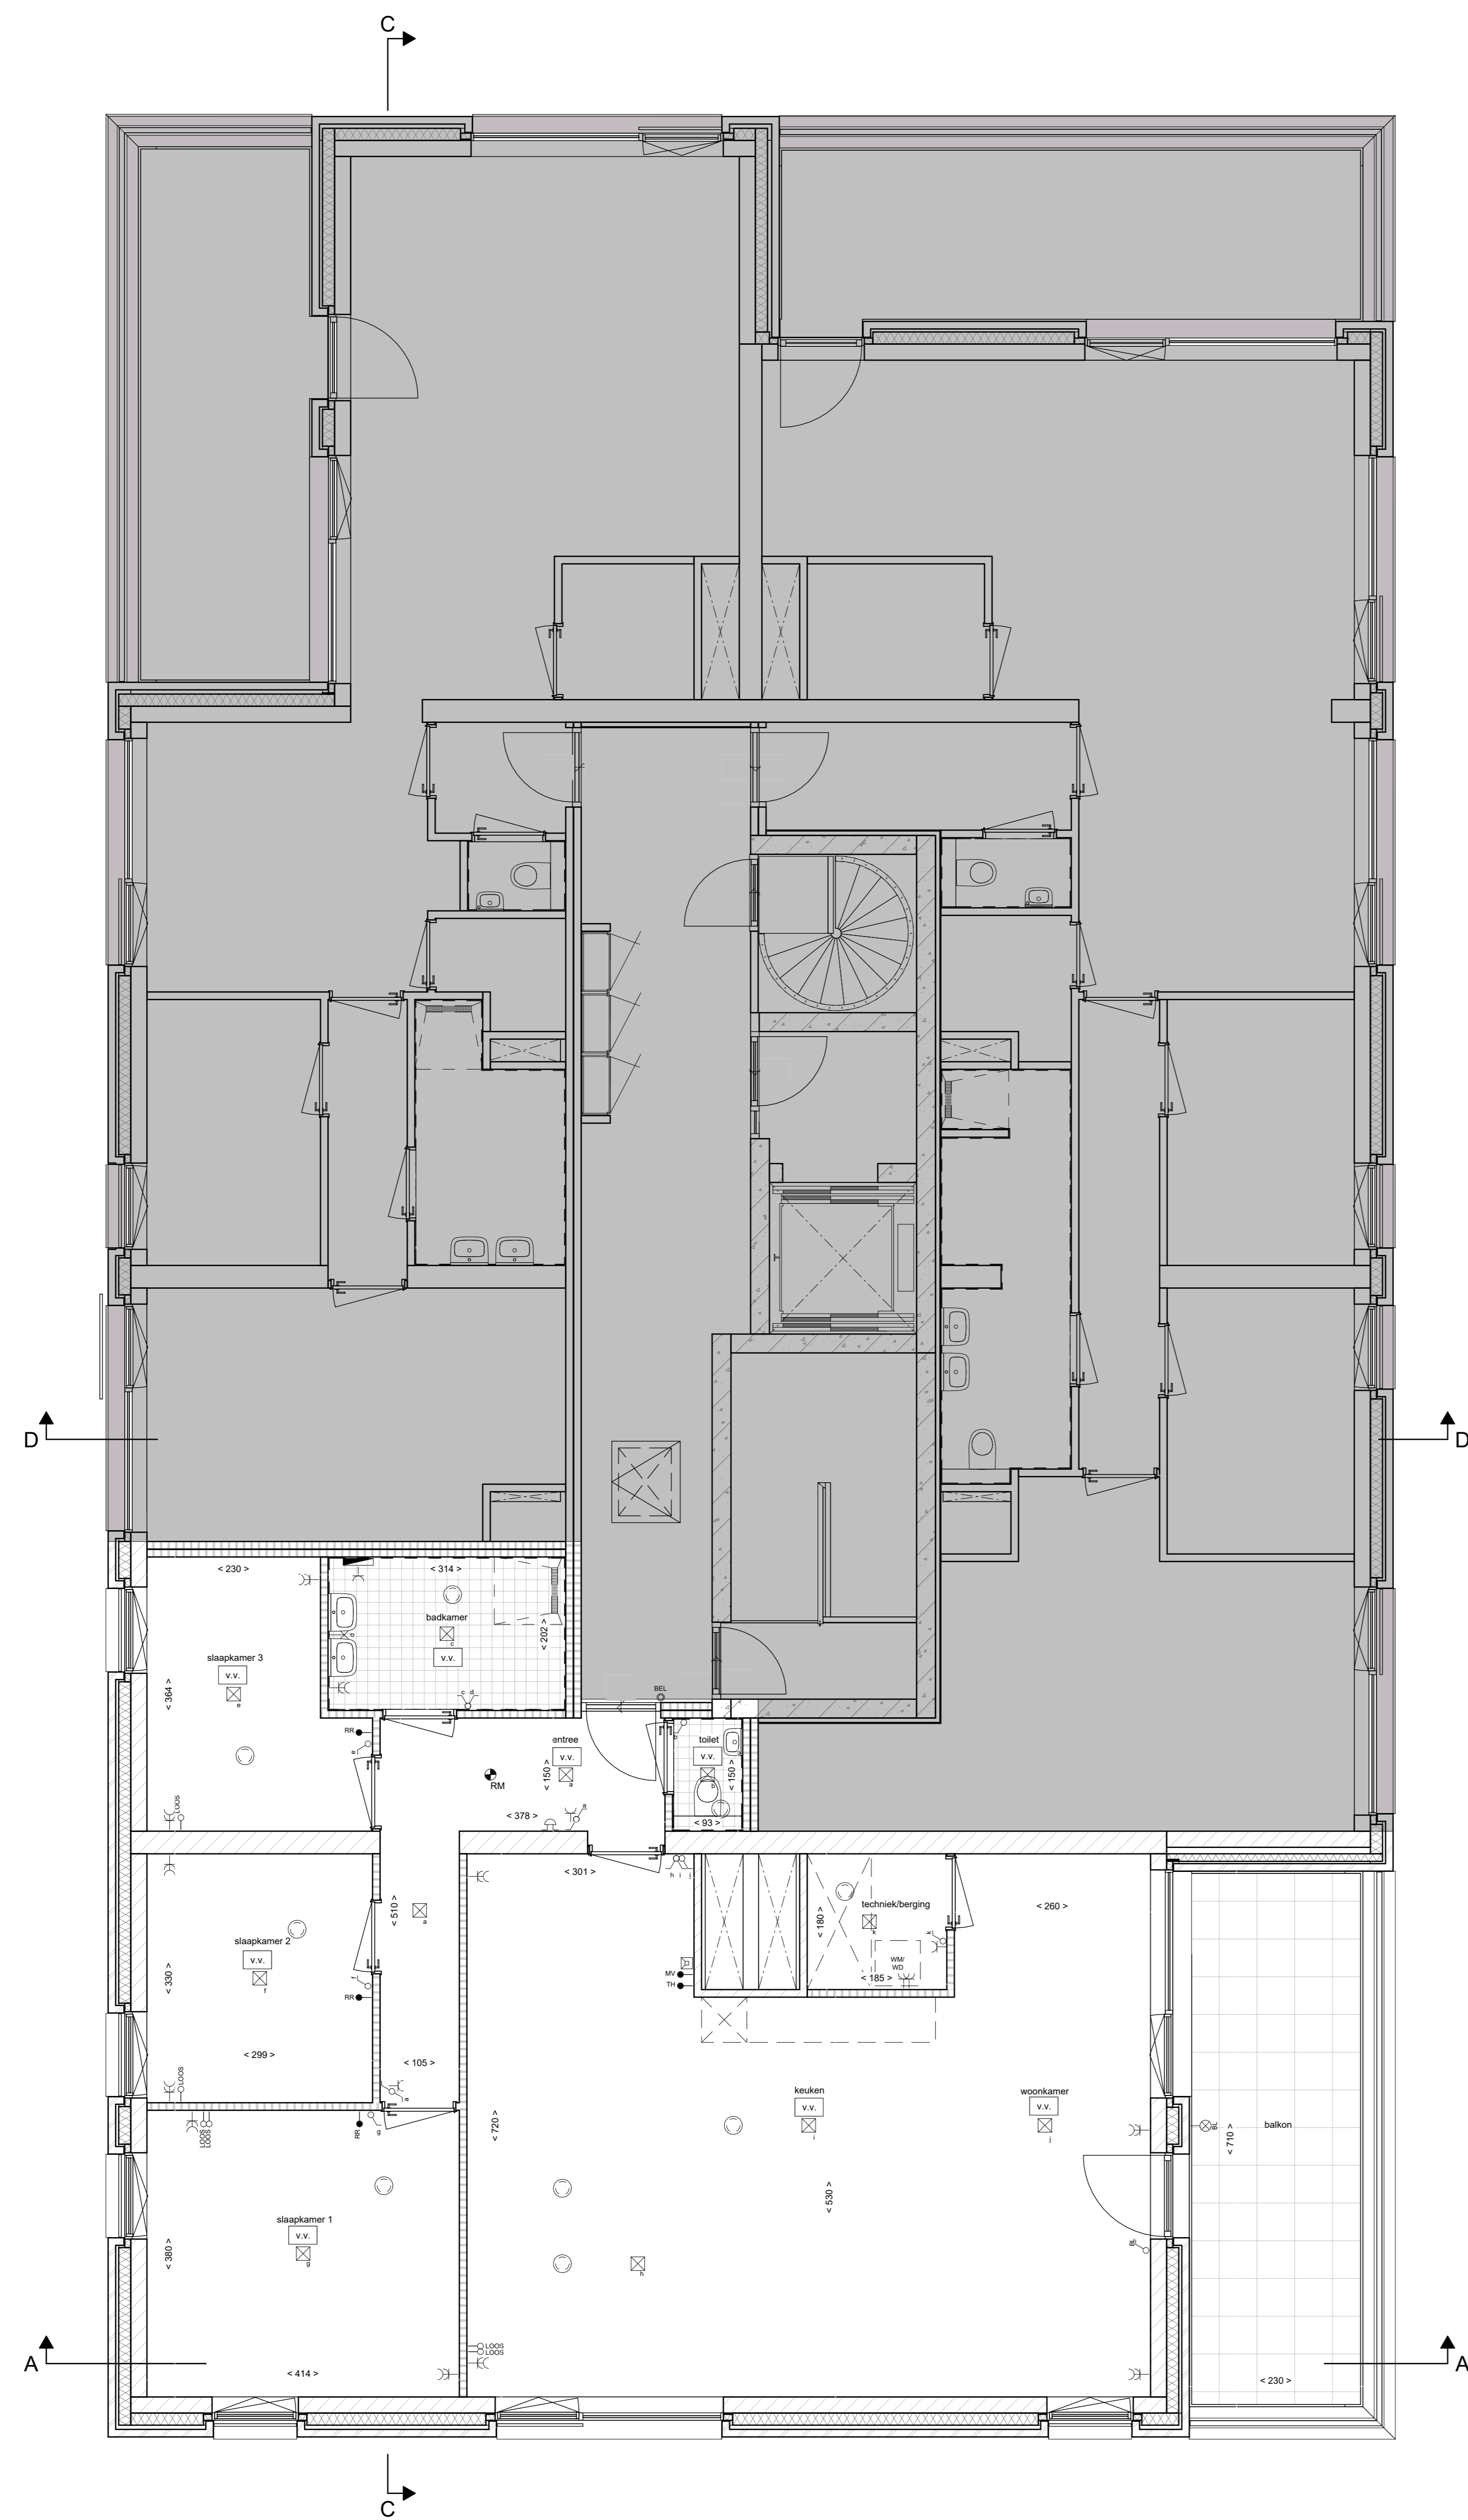 C
D
D
< 230 >
< 314 >
badkamer
c
v.v.
d
< 202 >
c d
slaapkamer 3
v.v.
e
< 364 >
LOOS
RR
e
BEL
entree
v.v.
a
< 150 >
RM
< 378 >
a
toilet
v.v.
b
b
< 150 >
< 93 >
< 301 >
h i j
techniek/berging
k
< 180 >
k
WM/
WD
< 185 >
< 260 >
MV
TH
< 510 >
a
slaapkamer 2
v.v.
f
< 330 >
f
RR
< 299 >
LOOS
< 105 >
a
LOOS
LOOS
RR
g
< 720 >
keuken
v.v.
i
woonkamer
v.v.
j
BL
< 710 >
balkon
< 530 >
slaapkamer 1
v.v.
g
< 380 >
h
BL
LOOS
LOOS
A
< 414 >
< 230 >
A
C